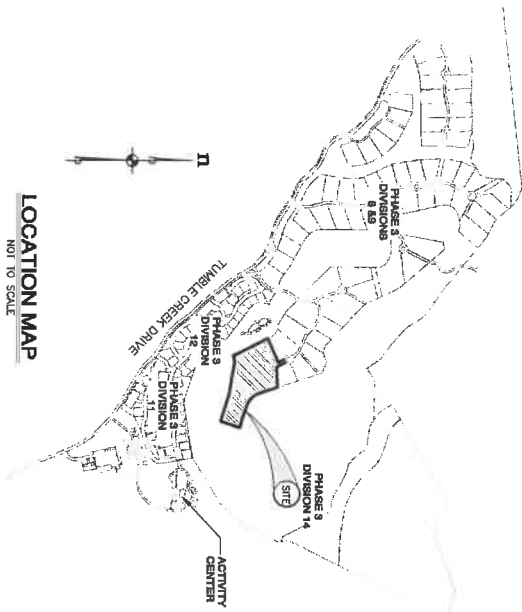 PHASE 3
DIVISIONS
8 &9
TUMBLE CREEK DRIVE
PHASE 3
DIVISION
12
PHASE 3
DIVISION
11
PHASE 3
DIVISION 14
SITE
ACTIVITY
CENTER
n
LOCATION MAP
NOT TO SCALE